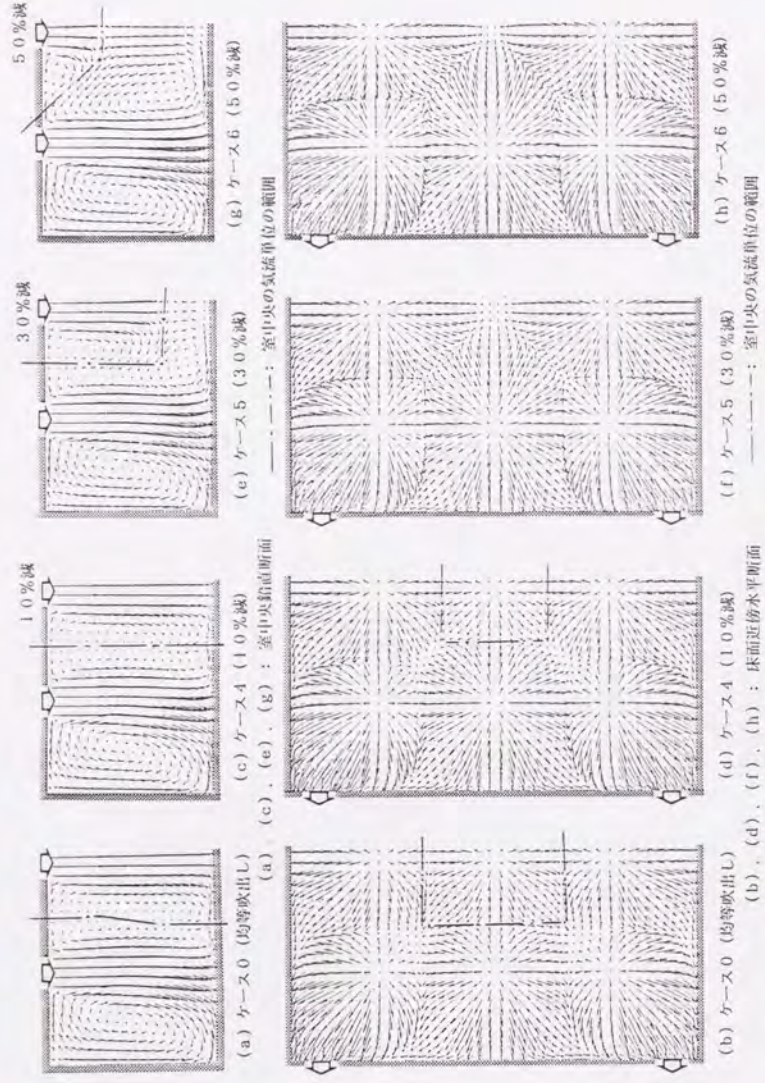 10%減
30%減
50%減
(a) ケース0 (均等吹出し)
(c) ケース4 (10%減)
(e) ケース5 (30%減)
(g) ケース6 (50%減)
(a), (c), (e), (g) : 室中央鉛直断面
—・—・— : 室中央の気流単位の範囲
(b) ケース0 (均等吹出し)
(d) ケース4 (10%減)
(f) ケース5 (30%減)
(h) ケース6 (50%減)
(b), (d), (f), (h) : 床面近傍水平断面
—・—・— : 室中央の気流単位の範囲